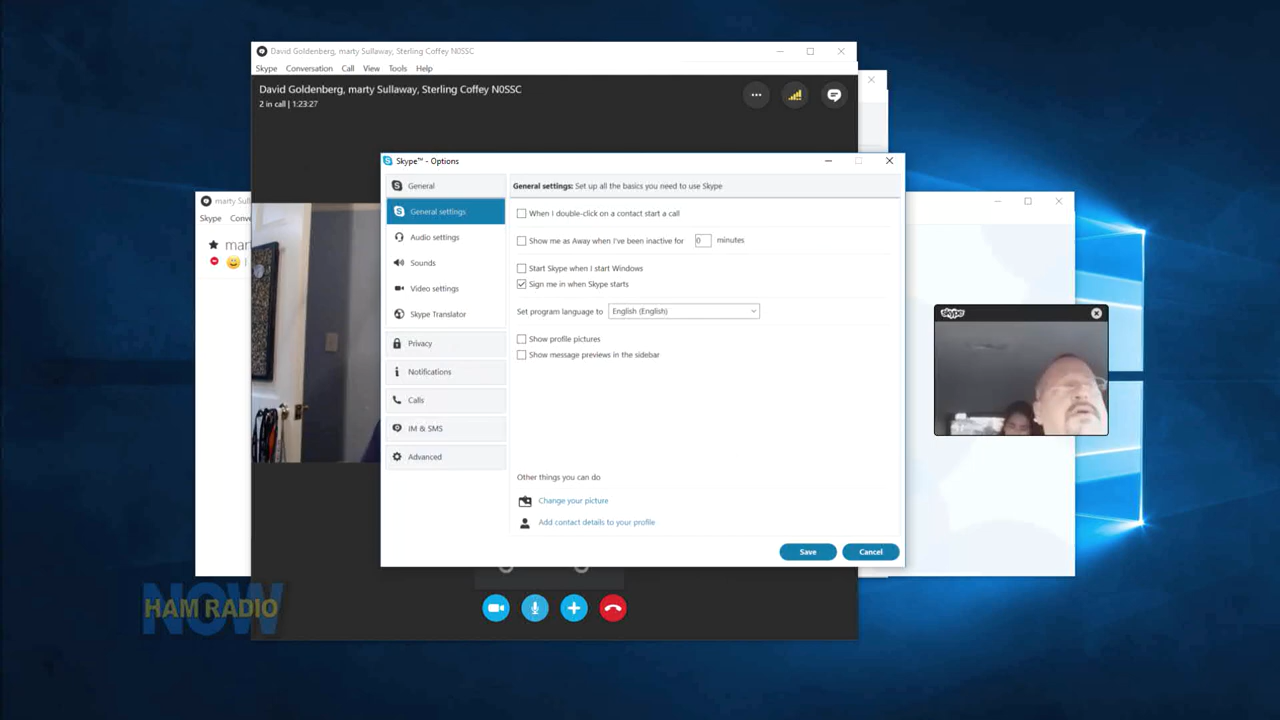 David Goldenberg, marty Sullaway, Sterling Coffey N0SSC
Skype Conversation Call View Tools Help
David Goldenberg, marty Sullaway, Sterling Coffey N0SSC
2 in call | 1:23:27
marty Sull
Skype Conve
mart
Skype™ - Options
General
General settings
Audio settings
Sounds
Video settings
Skype Translator
Privacy
Notifications
Calls
IM & SMS
Advanced
General settings: Set up all the basics you need to use Skype
When I double-click on a contact start a call
Show me as Away when I've been inactive for 0 minutes
Start Skype when I start Windows
Sign me in when Skype starts
Set program language to English (English)
Show profile pictures
Show message previews in the sidebar
Other things you can do
Change your picture
Add contact details to your profile
Save Cancel
skype
HAM RADIO
NOW